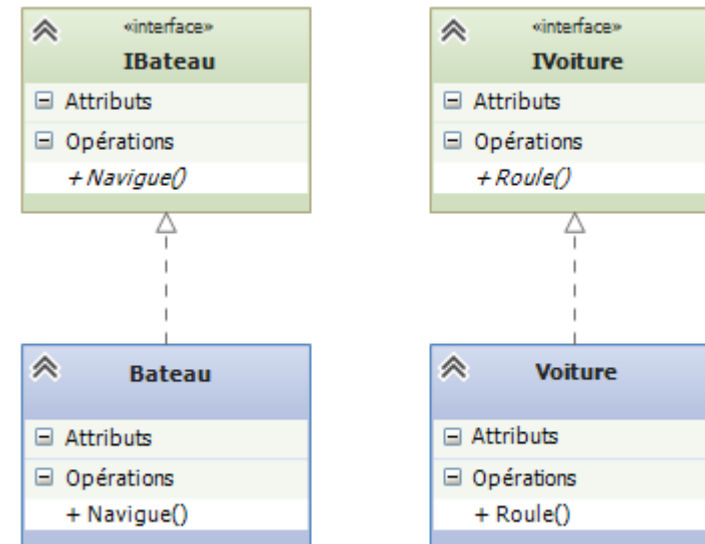 «interface»
IBateau
Attributs
Opérations
+ Navigue()
«interface»
IVoiture
Attributs
Opérations
+ Roule()
Bateau
Attributs
Opérations
+ Navigue()
Voiture
Attributs
Opérations
+ Roule()